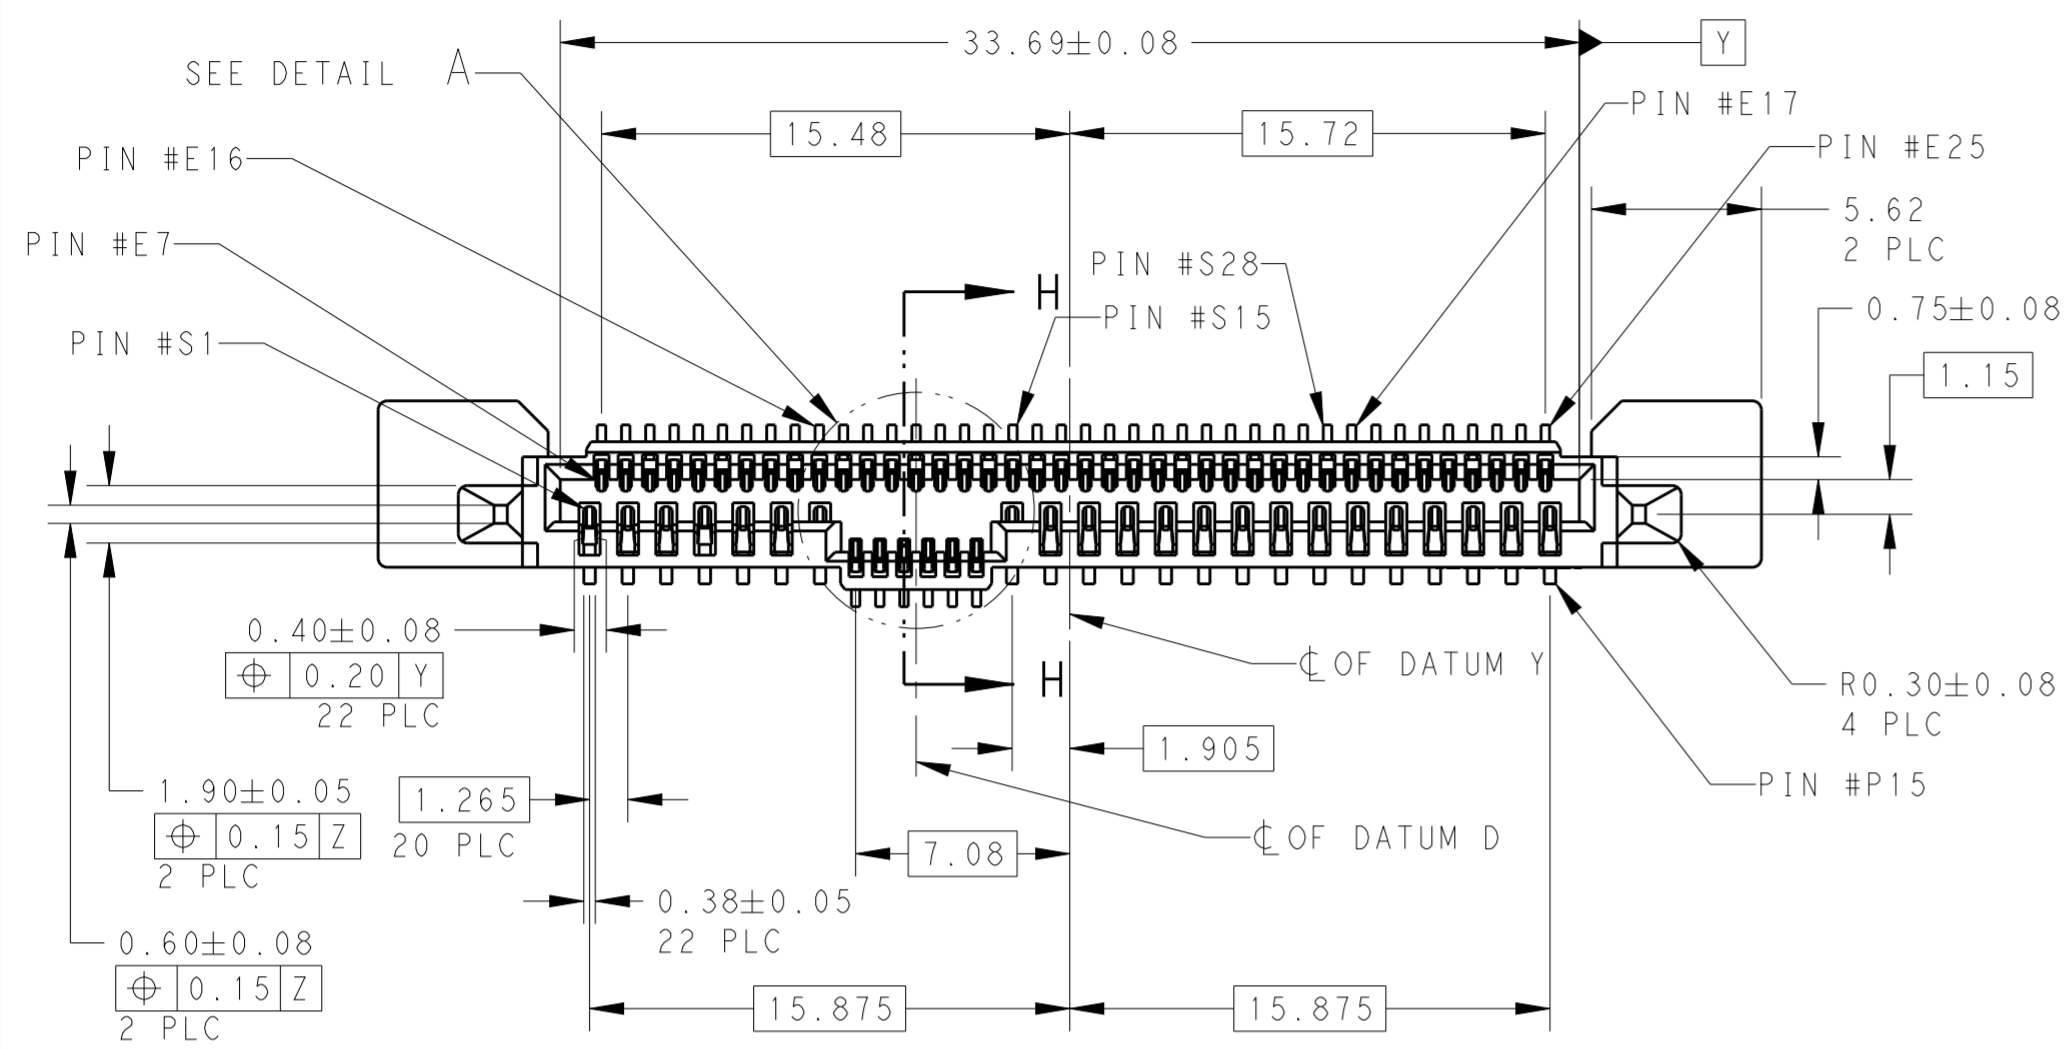 33.69±0.08
Y
SEE DETAIL A
15.48
15.72
PIN #E17
PIN #E16
PIN #E25
5.62
2 PLC
PIN #E7
PIN #S28
H
PIN #S15
0.75±0.08
PIN #S1
1.15
0.40±0.08
⌖ 0.20 Y
22 PLC
H
℄ OF DATUM Y
R0.30±0.08
4 PLC
1.905
PIN #P15
1.90±0.05
⌖ 0.15 Z
2 PLC
1.265
20 PLC
7.08
℄ OF DATUM D
0.38±0.05
22 PLC
0.60±0.08
⌖ 0.15 Z
2 PLC
15.875
15.875